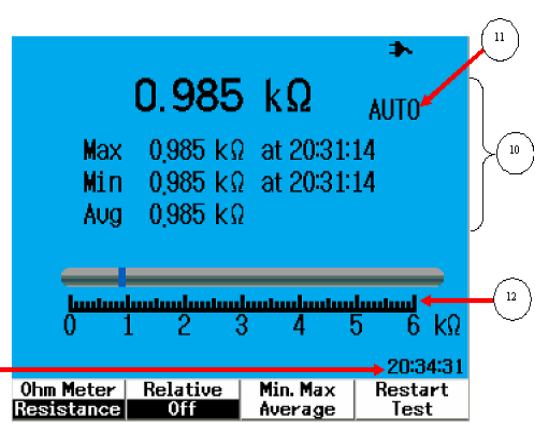 11
0.985 kΩ
AUTO
Max 0,985 kΩ at 20:31:14
10
Min 0,985 kΩ at 20:31:14
Avg 0,985 kΩ
12
0 1 2 3 4 5 6 kΩ
20:34:31
Ohm Meter Relative Min. Max Restart
Resistance Off Average Test